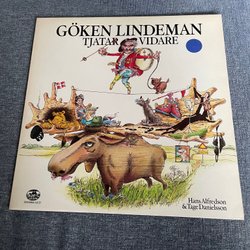 GÖKEN LINDEMAN
TJATAR VIDARE
Hans Alfredson
& Tage Danielsson